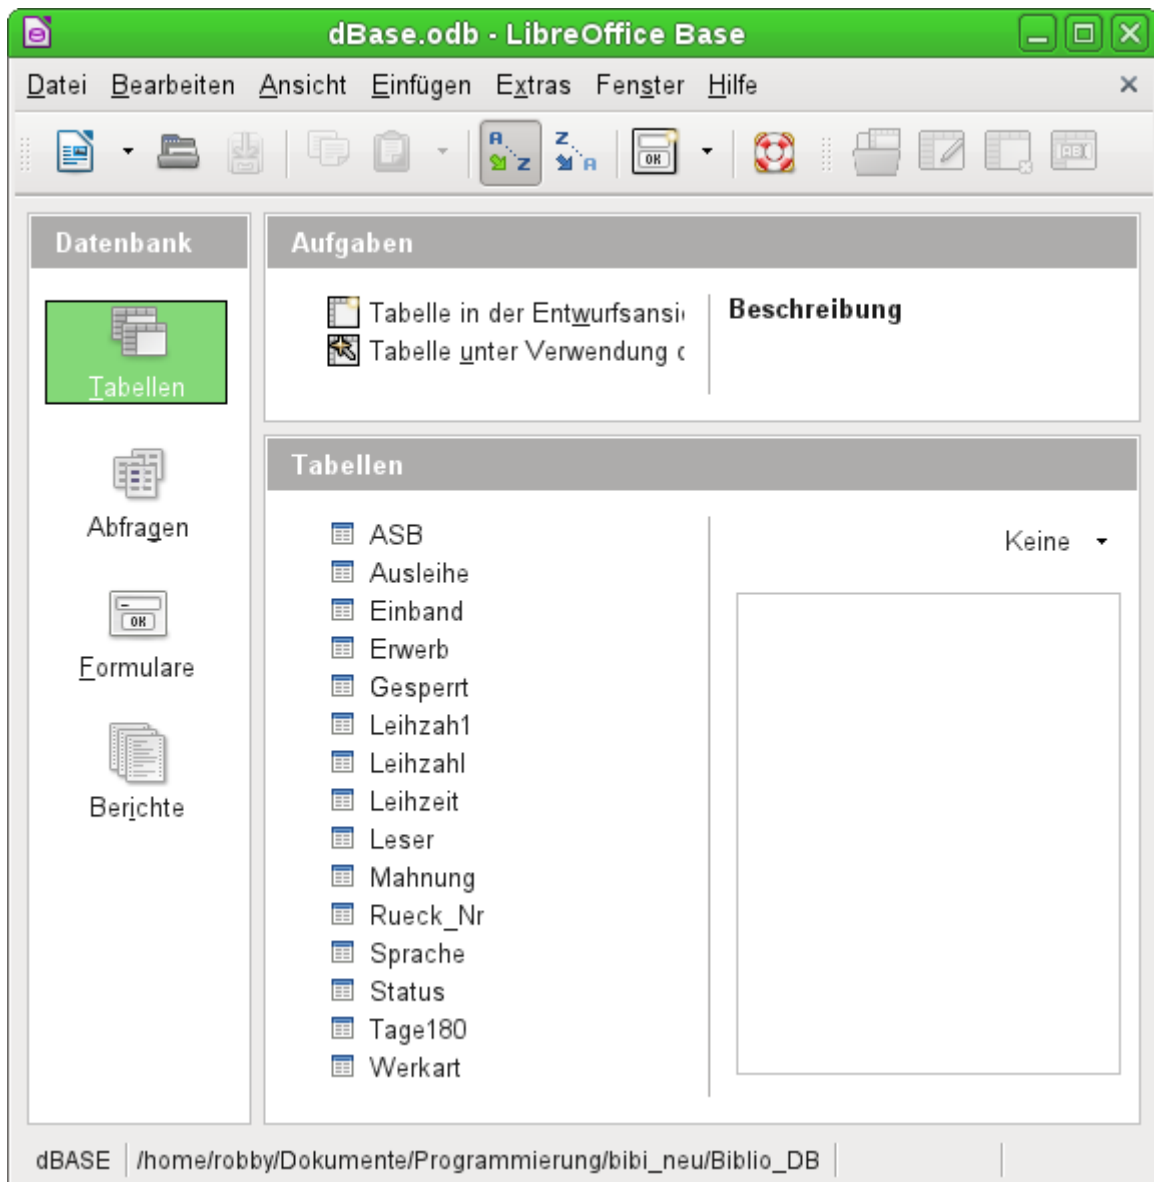 dBase.odb - LibreOffice Base
Datei Bearbeiten Ansicht Einfügen Extras Fenster Hilfe
Datenbank
Tabellen
Abfragen
Formulare
Berichte
Aufgaben
Tabelle in der Entwurfsansi
Tabelle unter Verwendung
Beschreibung
Tabellen
ASB
Ausleihe
Einband
Erwerb
Gesperrt
Leihzah1
Leihzahl
Leihzeit
Leser
Mahnung
Rueck_Nr
Sprache
Status
Tage180
Werkart
Keine
dBASE /home/robby/Dokumente/Programmierung/bibi_neu/Biblio_DB